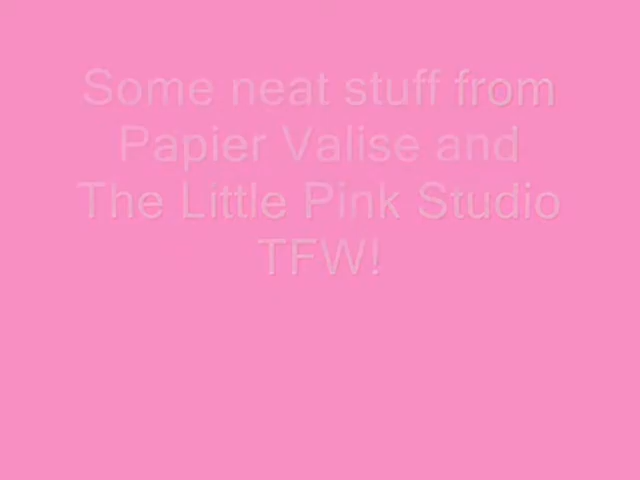 Some neat stuff from
Papier Valise and
The Little Pink Studio
TFW!